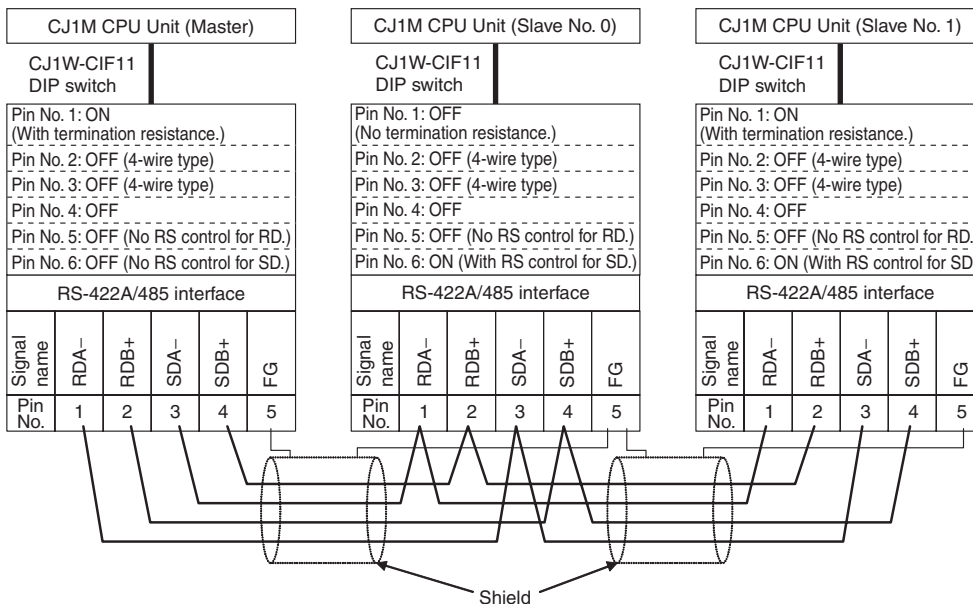 CJ1M CPU Unit (Master)
CJ1W-CIF11
DIP switch
Pin No. 1: ON
(With termination resistance.)
Pin No. 2: OFF (4-wire type)
Pin No. 3: OFF (4-wire type)
Pin No. 4: OFF
Pin No. 5: OFF (No RS control for RD.)
Pin No. 6: OFF (No RS control for SD.)
RS-422A/485 interface
Signal name RDA− RDB+ SDA− SDB+ FG
Pin No. 1 2 3 4 5
CJ1M CPU Unit (Slave No. 0)
CJ1W-CIF11
DIP switch
Pin No. 1: OFF
(No termination resistance.)
Pin No. 2: OFF (4-wire type)
Pin No. 3: OFF (4-wire type)
Pin No. 4: OFF
Pin No. 5: OFF (No RS control for RD.)
Pin No. 6: ON (With RS control for SD.)
RS-422A/485 interface
Signal name RDA− RDB+ SDA− SDB+ FG
Pin No. 1 2 3 4 5
CJ1M CPU Unit (Slave No. 1)
CJ1W-CIF11
DIP switch
Pin No. 1: ON
(With termination resistance.)
Pin No. 2: OFF (4-wire type)
Pin No. 3: OFF (4-wire type)
Pin No. 4: OFF
Pin No. 5: OFF (No RS control for RD.
Pin No. 6: ON (With RS control for SD
RS-422A/485 interface
Signal name RDA− RDB+ SDA− SDB+ FG
Pin No. 1 2 3 4 5
Shield